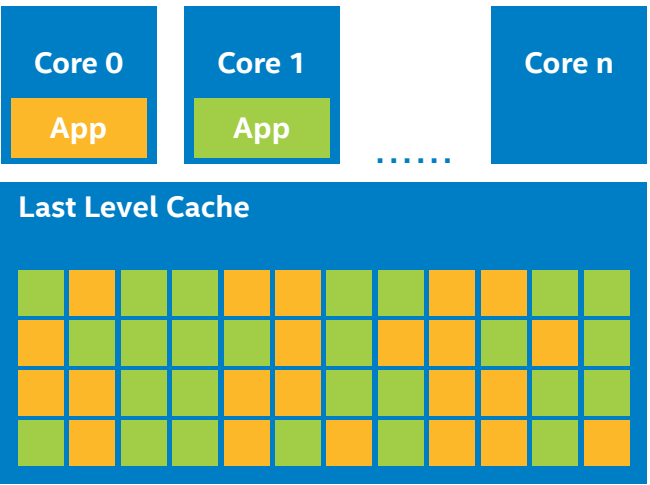 Core 0
Core 1
Core n
App
App
......
Last Level Cache